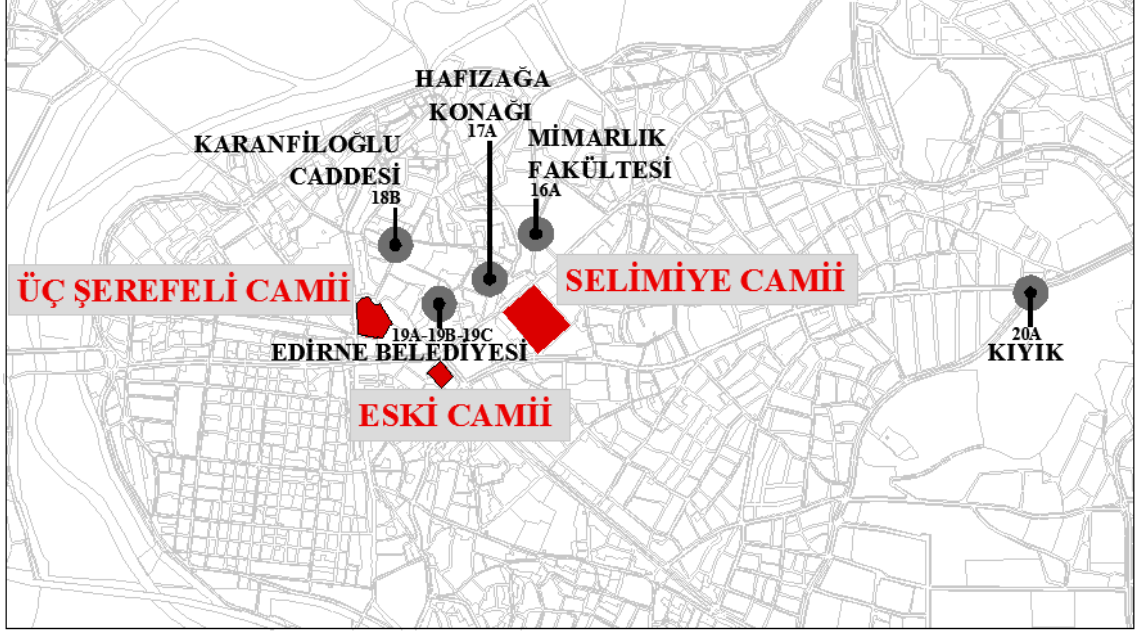 HAFIZAĞA
KONAĞI
17A
KARANFİLOĞLU
CADDESİ
18B
MİMARLIK
FAKÜLTESİ
16A
ÜÇ ŞEREFELİ CAMİİ
SELİMİYE CAMİİ
19A-19B-19C
EDİRNE BELEDİYESİ
20A
KIYIK
ESKİ CAMİİ